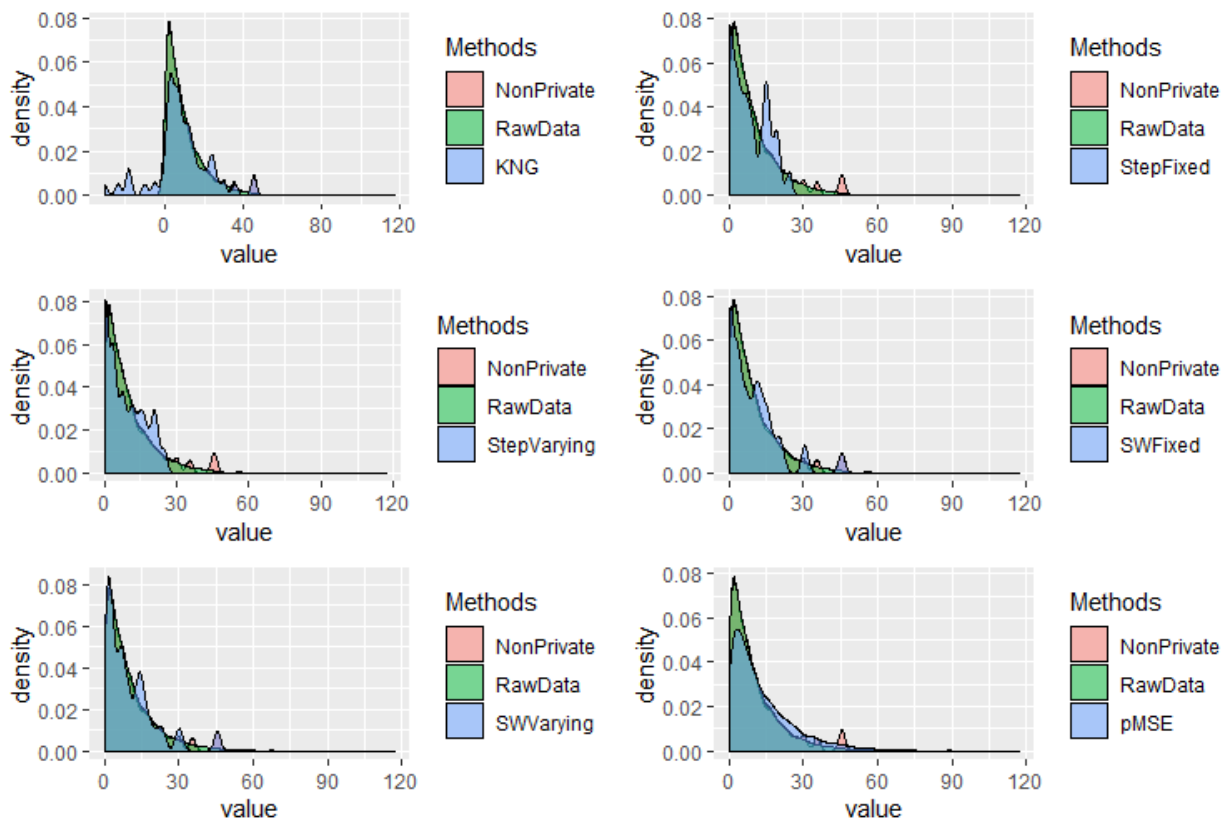 0.08
0.06
0.04
0.02
0.00
density
0 40 80 120
value
Methods
NonPrivate
RawData
KNG
0.08
0.06
0.04
0.02
0.00
density
0 30 60 90 120
value
Methods
NonPrivate
RawData
StepFixed
0.08
0.06
0.04
0.02
0.00
density
0 30 60 90 120
value
Methods
NonPrivate
RawData
StepVarying
0.08
0.06
0.04
0.02
0.00
density
0 30 60 90 120
value
Methods
NonPrivate
RawData
SWFixed
0.08
0.06
0.04
0.02
0.00
density
0 30 60 90 120
value
Methods
NonPrivate
RawData
SWVarying
0.08
0.06
0.04
0.02
0.00
density
0 30 60 90 120
value
Methods
NonPrivate
RawData
pMSE